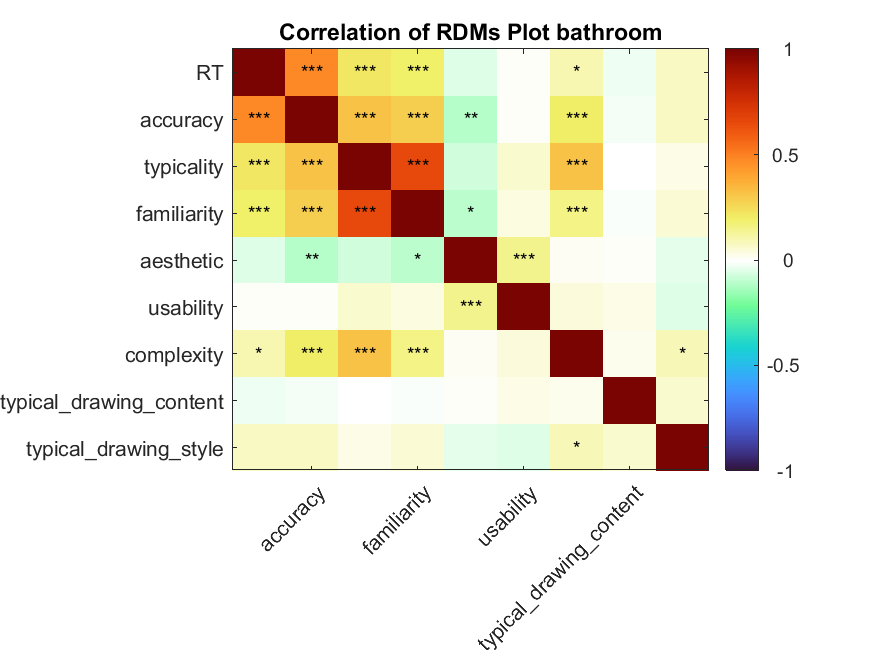 Correlation of RDMs Plot bathroom
RT *** *** *** *
accuracy *** *** *** ** ***
typicality *** *** *** ***
familiarity *** *** *** * ***
aesthetic ** * ***
usability ***
complexity * *** *** *** *
typical_drawing_content
typical_drawing_style *
accuracy
familiarity
usability
typical_drawing_content
1
0.5
0
-0.5
-1